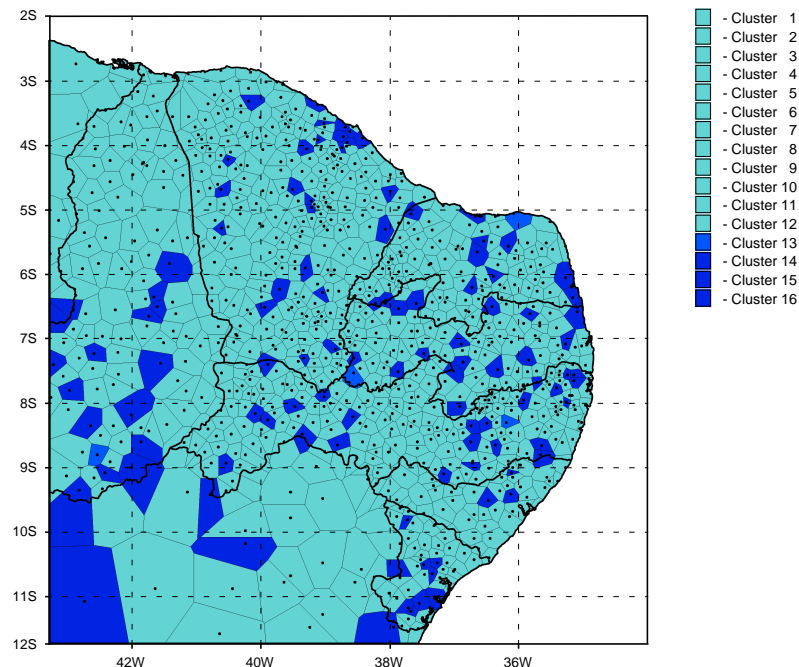 2S
3S
4S
5S
6S
7S
8S
9S
10S
11S
12S
42W 40W 38W 36W
- Cluster 1
- Cluster 2
- Cluster 3
- Cluster 4
- Cluster 5
- Cluster 6
- Cluster 7
- Cluster 8
- Cluster 9
- Cluster 10
- Cluster 11
- Cluster 12
- Cluster 13
- Cluster 14
- Cluster 15
- Cluster 16